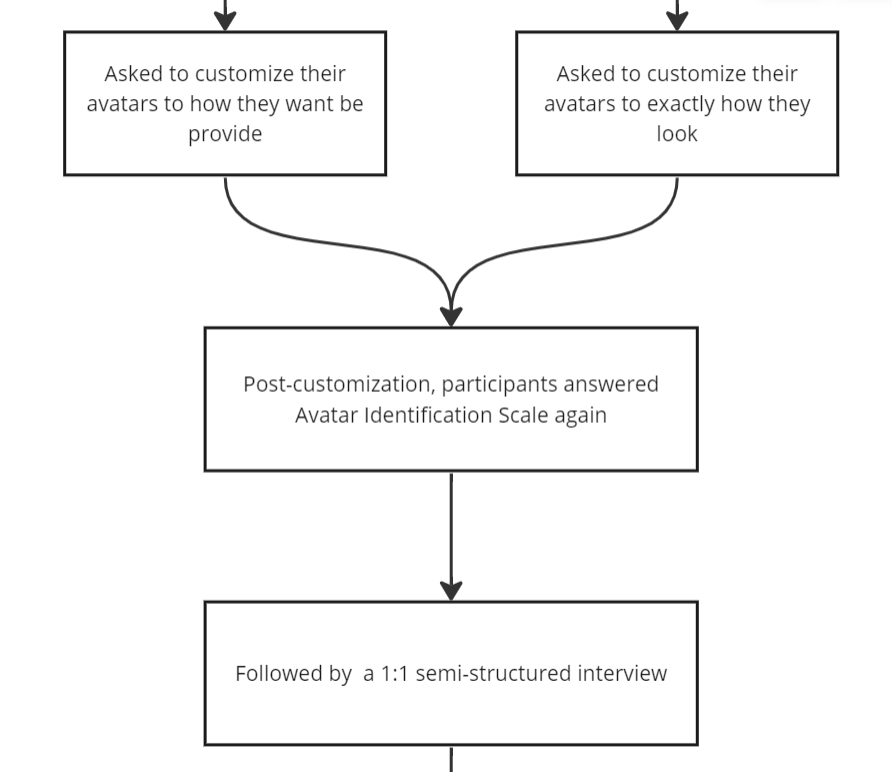 Asked to customize their
avatars to how they want be
provide
Asked to customize their
avatars to exactly how they
look
Post-customization, participants answered
Avatar Identification Scale again
Followed by  a 1:1 semi-structured interview